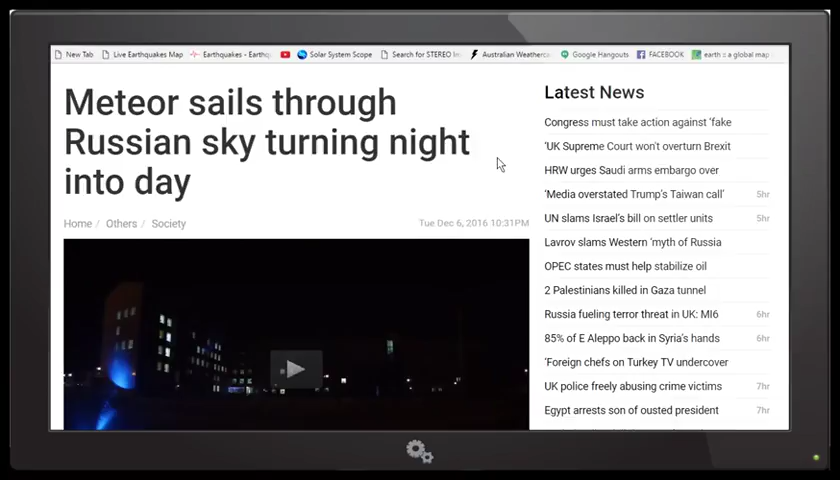 New Tab
Live Earthquakes Map
Earthquakes - Earthq
Solar System Scope
Search for STEREO Im
Australian Weatherca
Google Hangouts
FACEBOOK
earth :: a global map
Meteor sails through
Russian sky turning night
into day
Home / Others / Society
Tue Dec 6, 2016 10:31PM
Latest News
Congress must take action against 'fake
'UK Supreme Court won't overturn Brexit
HRW urges Saudi arms embargo over
'Media overstated Trump's Taiwan call' 5hr
UN slams Israel's bill on settler units 5hr
Lavrov slams Western 'myth of Russia
OPEC states must help stabilize oil
2 Palestinians killed in Gaza tunnel
Russia fueling terror threat in UK: MI6 6hr
85% of E Aleppo back in Syria's hands 6hr
'Foreign chefs on Turkey TV undercover
UK police freely abusing crime victims 7hr
Egypt arrests son of ousted president 7hr